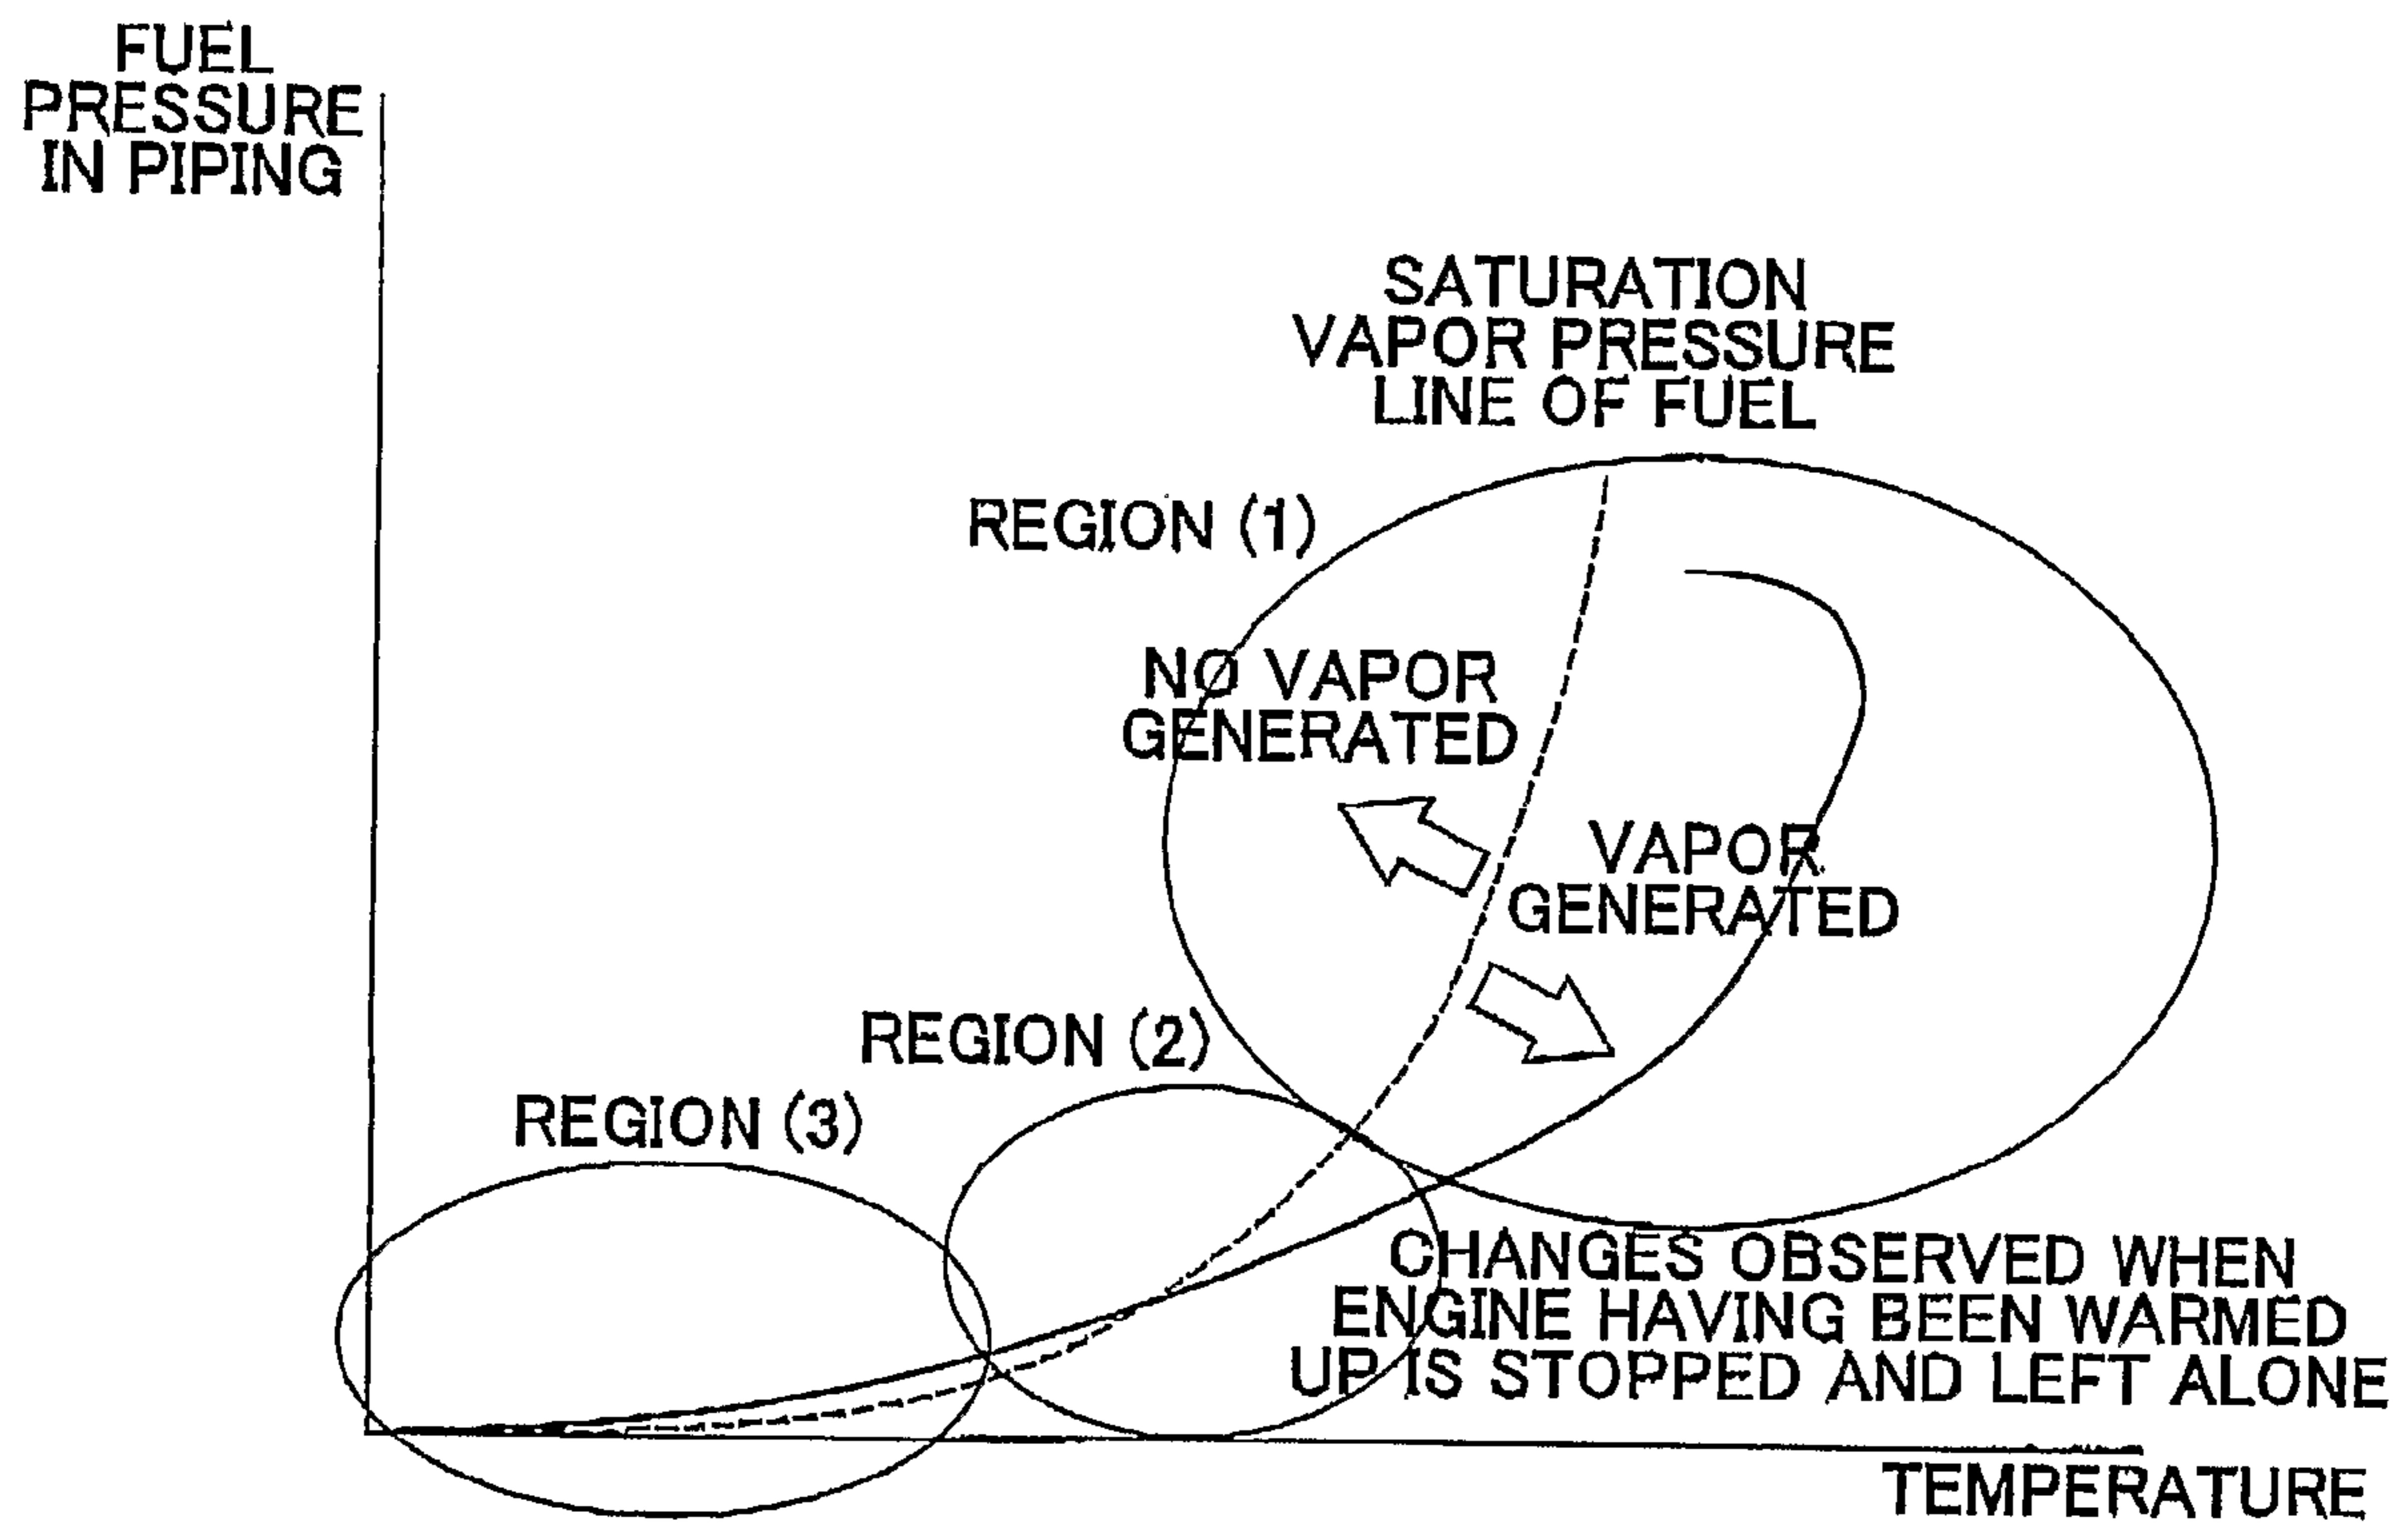 FUEL
PRESSURE
IN PIPING
SATURATION
VAPOR PRESSURE
LINE OF FUEL
REGION (1)
NO VAPOR
GENERATED
VAPOR
GENERATED
REGION (2)
REGION (3)
CHANGES OBSERVED WHEN
ENGINE HAVING BEEN WARMED
UP IS STOPPED AND LEFT ALONE
TEMPERATURE